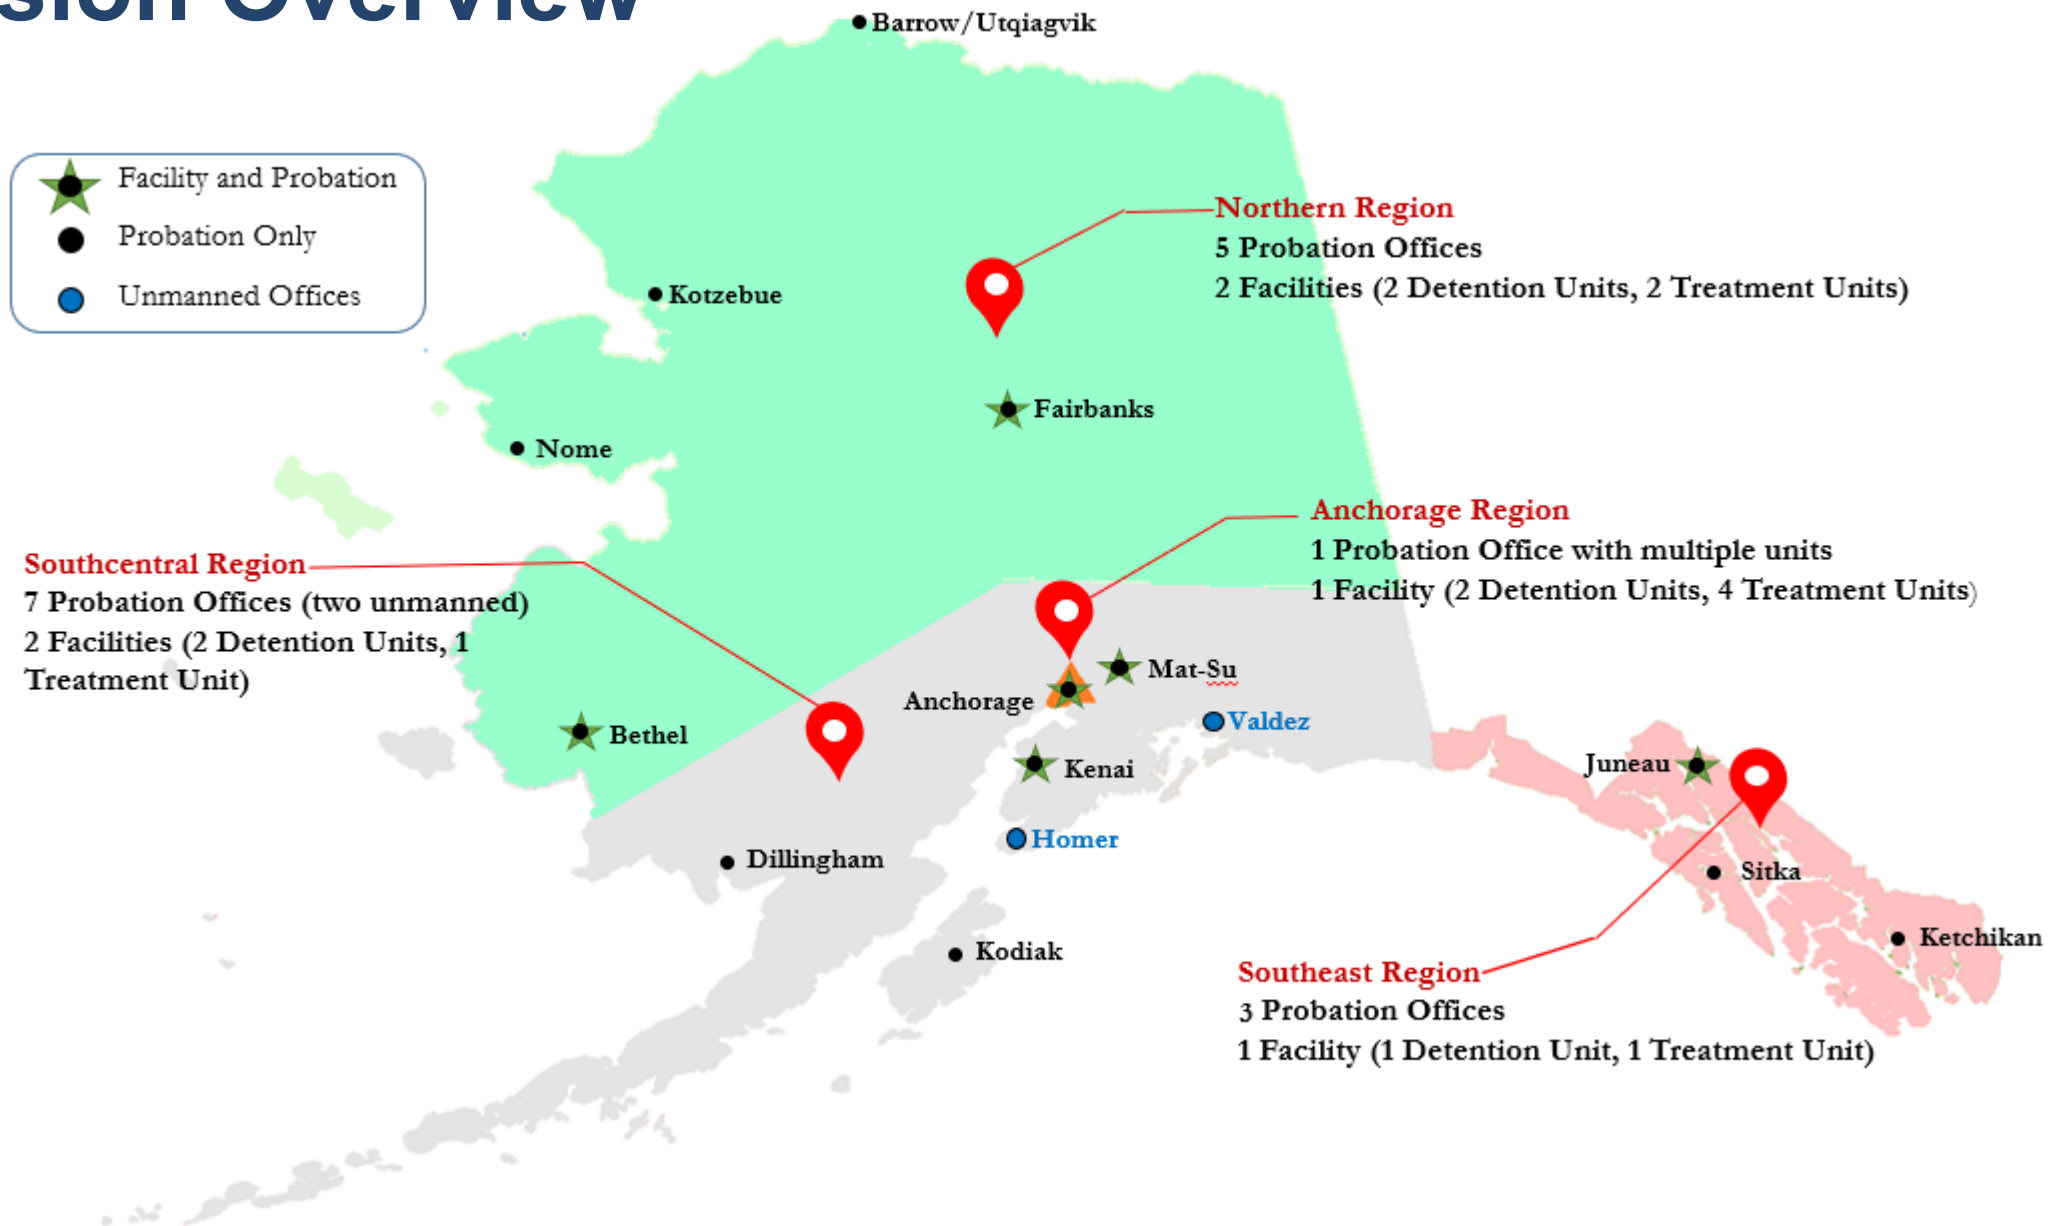 Overview
Barrow/Utqiagvik
Facility and Probation
Probation Only
Unmanned Offices
Northern Region
5 Probation Offices
2 Facilities (2 Detention Units, 2 Treatment Units)
Kotzebue
Fairbanks
Nome
Anchorage Region
1 Probation Office with multiple units
1 Facility (2 Detention Units, 4 Treatment Units)
Southcentral Region
7 Probation Offices (two unmanned)
2 Facilities (2 Detention Units, 1
Treatment Unit)
Mat-Su
Anchorage
Valdez
Bethel
Kenai
Juneau
Homer
Dillingham
Sitka
Kodiak
Ketchikan
Southeast Region
3 Probation Offices
1 Facility (1 Detention Unit, 1 Treatment Unit)